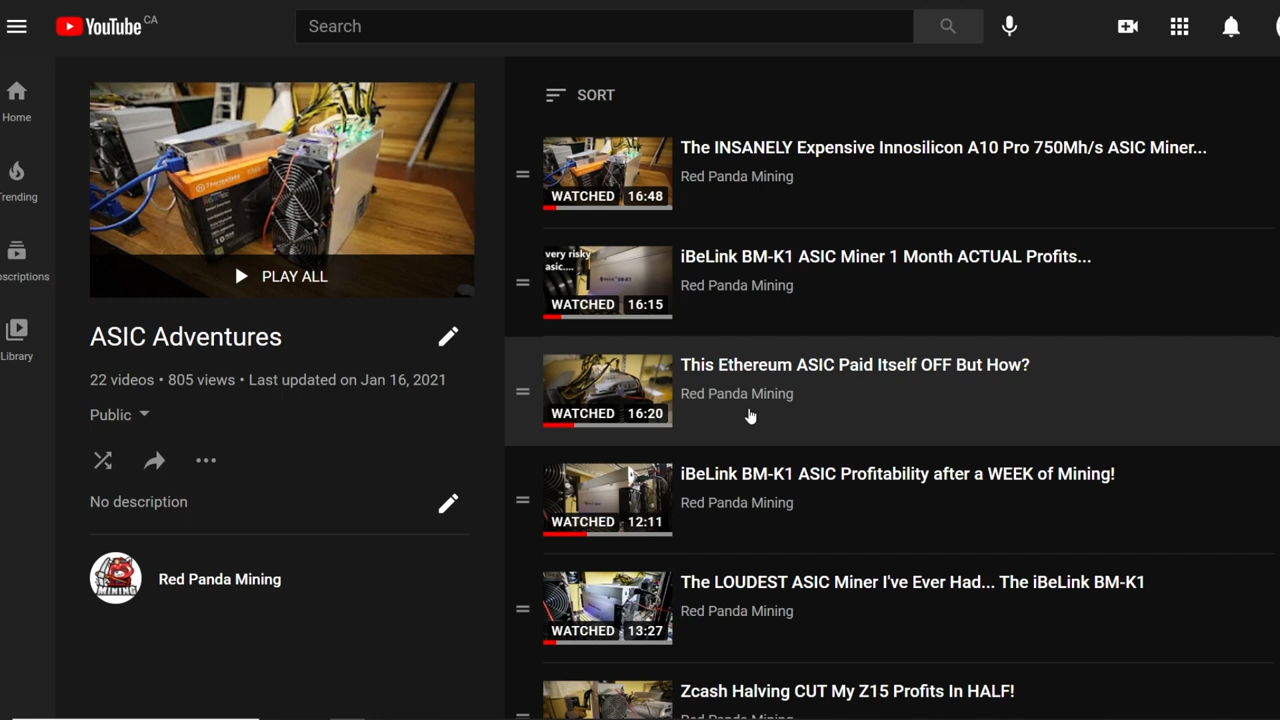 YouTube CA
Search
Home
Trending
Subscriptions
Library
PLAY ALL
ASIC Adventures
22 videos • 805 views • Last updated on Jan 16, 2021
Public
No description
MINING
Red Panda Mining
SORT
The INSANELY Expensive Innosilicon A10 Pro 750Mh/s ASIC Miner...
Red Panda Mining
WATCHED 16:48
iBeLink BM-K1 ASIC Miner 1 Month ACTUAL Profits...
Red Panda Mining
very risky
asic....
WATCHED 16:15
This Ethereum ASIC Paid Itself OFF But How?
Red Panda Mining
WATCHED 16:20
iBeLink BM-K1 ASIC Profitability after a WEEK of Mining!
Red Panda Mining
WATCHED 12:11
The LOUDEST ASIC Miner I've Ever Had... The iBeLink BM-K1
Red Panda Mining
WATCHED 13:27
Zcash Halving CUT My Z15 Profits In HALF!
Red Panda Mining